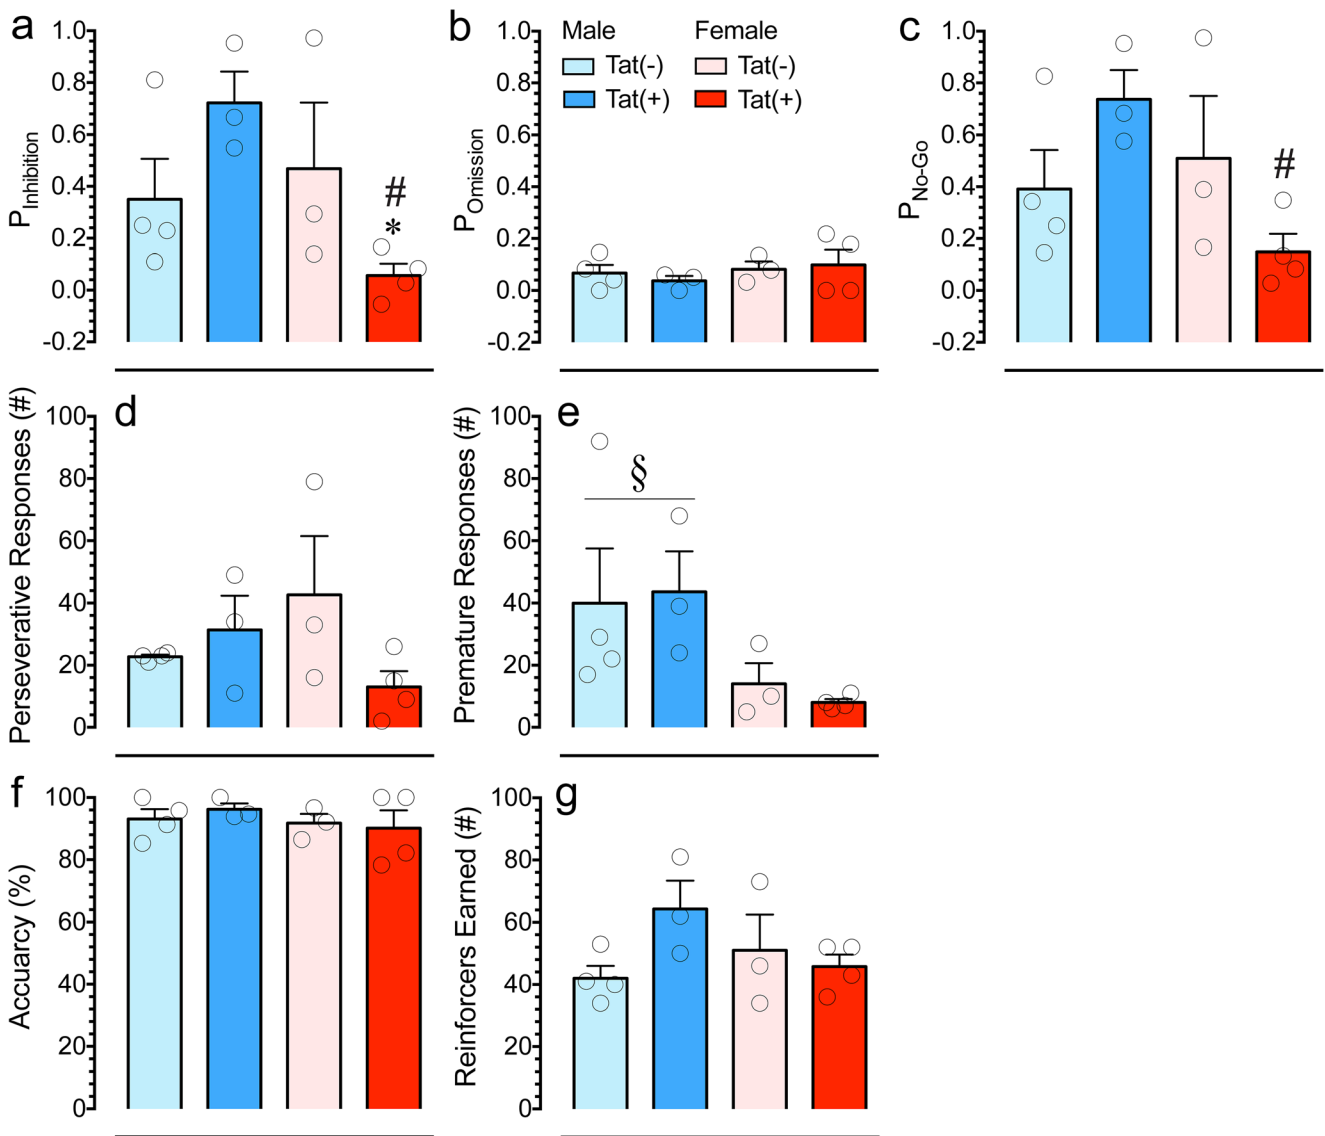 a
P Inhibition
1.0
0.8
0.6
0.4
0.2
0.0
-0.2
#
*
b
P Omission
1.0
0.8
0.6
0.4
0.2
0.0
-0.2
Male Female
Tat(-) Tat(-)
Tat(+) Tat(+)
c
P No-Go
1.0
0.8
0.6
0.4
0.2
0.0
-0.2
#
d
Perseverative Responses (#)
100
80
60
40
20
0
e
Premature Responses (#)
100
80
60
40
20
0
§
f
Accuarcy (%)
100
80
60
40
20
0
g
Reinforcers Earned (#)
100
80
60
40
20
0